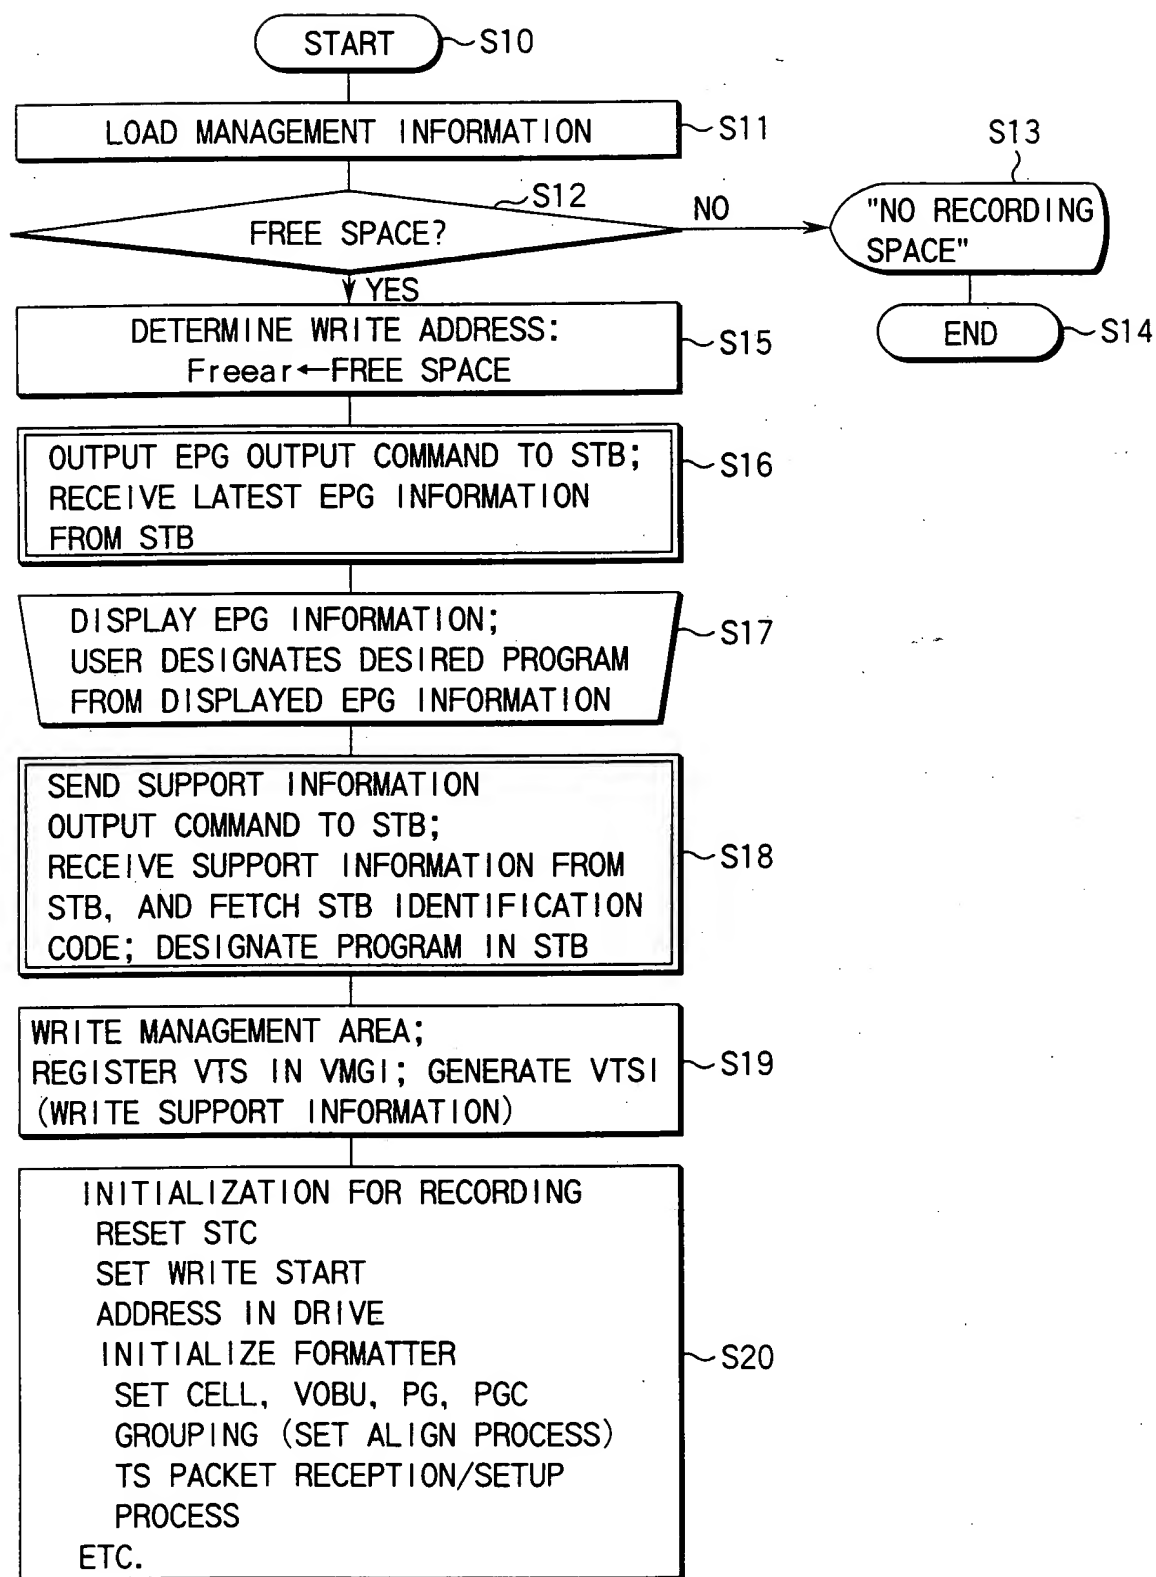 START
S10
LOAD MANAGEMENT INFORMATION
S11
S12
FREE SPACE?
NO
S13
"NO RECORDING
SPACE"
END
S14
YES
DETERMINE WRITE ADDRESS:
Freear←FREE SPACE
S15
OUTPUT EPG OUTPUT COMMAND TO STB;
RECEIVE LATEST EPG INFORMATION
FROM STB
S16
DISPLAY EPG INFORMATION;
USER DESIGNATES DESIRED PROGRAM
FROM DISPLAYED EPG INFORMATION
S17
SEND SUPPORT INFORMATION
OUTPUT COMMAND TO STB;
RECEIVE SUPPORT INFORMATION FROM
STB, AND FETCH STB IDENTIFICATION
CODE; DESIGNATE PROGRAM IN STB
S18
WRITE MANAGEMENT AREA;
REGISTER VTS IN VMGI; GENERATE VTSI
(WRITE SUPPORT INFORMATION)
S19
INITIALIZATION FOR RECORDING
RESET STC
SET WRITE START
ADDRESS IN DRIVE
INITIALIZE FORMATTER
SET CELL, VOBU, PG, PGC
GROUPING (SET ALIGN PROCESS)
TS PACKET RECEPTION/SETUP
PROCESS
ETC.
S20